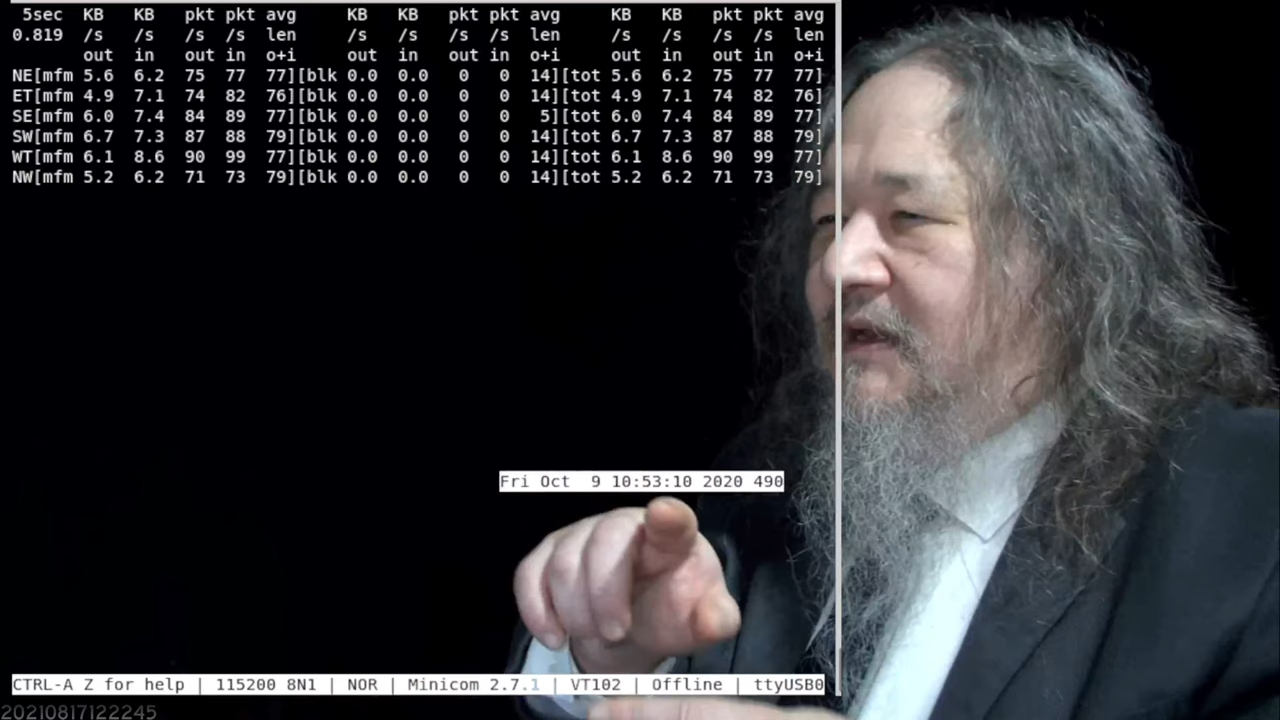 5sec KB KB pkt pkt avg KB KB pkt pkt avg KB KB pkt pkt avg
0.819 /s /s /s /s len /s /s /s /s len /s /s /s /s len
out in out in o+i out in out in o+i out in out in o+i
NE[mfm 5.6 6.2 75 77 77][blk 0.0 0.0 0 0 14][tot 5.6 6.2 75 77 77]
ET[mfm 4.9 7.1 74 82 76][blk 0.0 0.0 0 0 14][tot 4.9 7.1 74 82 76]
SE[mfm 6.0 7.4 84 89 77][blk 0.0 0.0 0 0 5][tot 6.0 7.4 84 89 77]
SW[mfm 6.7 7.3 87 88 79][blk 0.0 0.0 0 0 14][tot 6.7 7.3 87 88 79]
WT[mfm 6.1 8.6 90 99 77][blk 0.0 0.0 0 0 14][tot 6.1 8.6 90 99 77]
NW[mfm 5.2 6.2 71 73 79][blk 0.0 0.0 0 0 14][tot 5.2 6.2 71 73 79]
Fri Oct  9 10:53:10 2020 490
CTRL-A Z for help | 115200 8N1 | NOR | Minicom 2.7.1 | VT102 | Offline | ttyUSB0
20210817122245